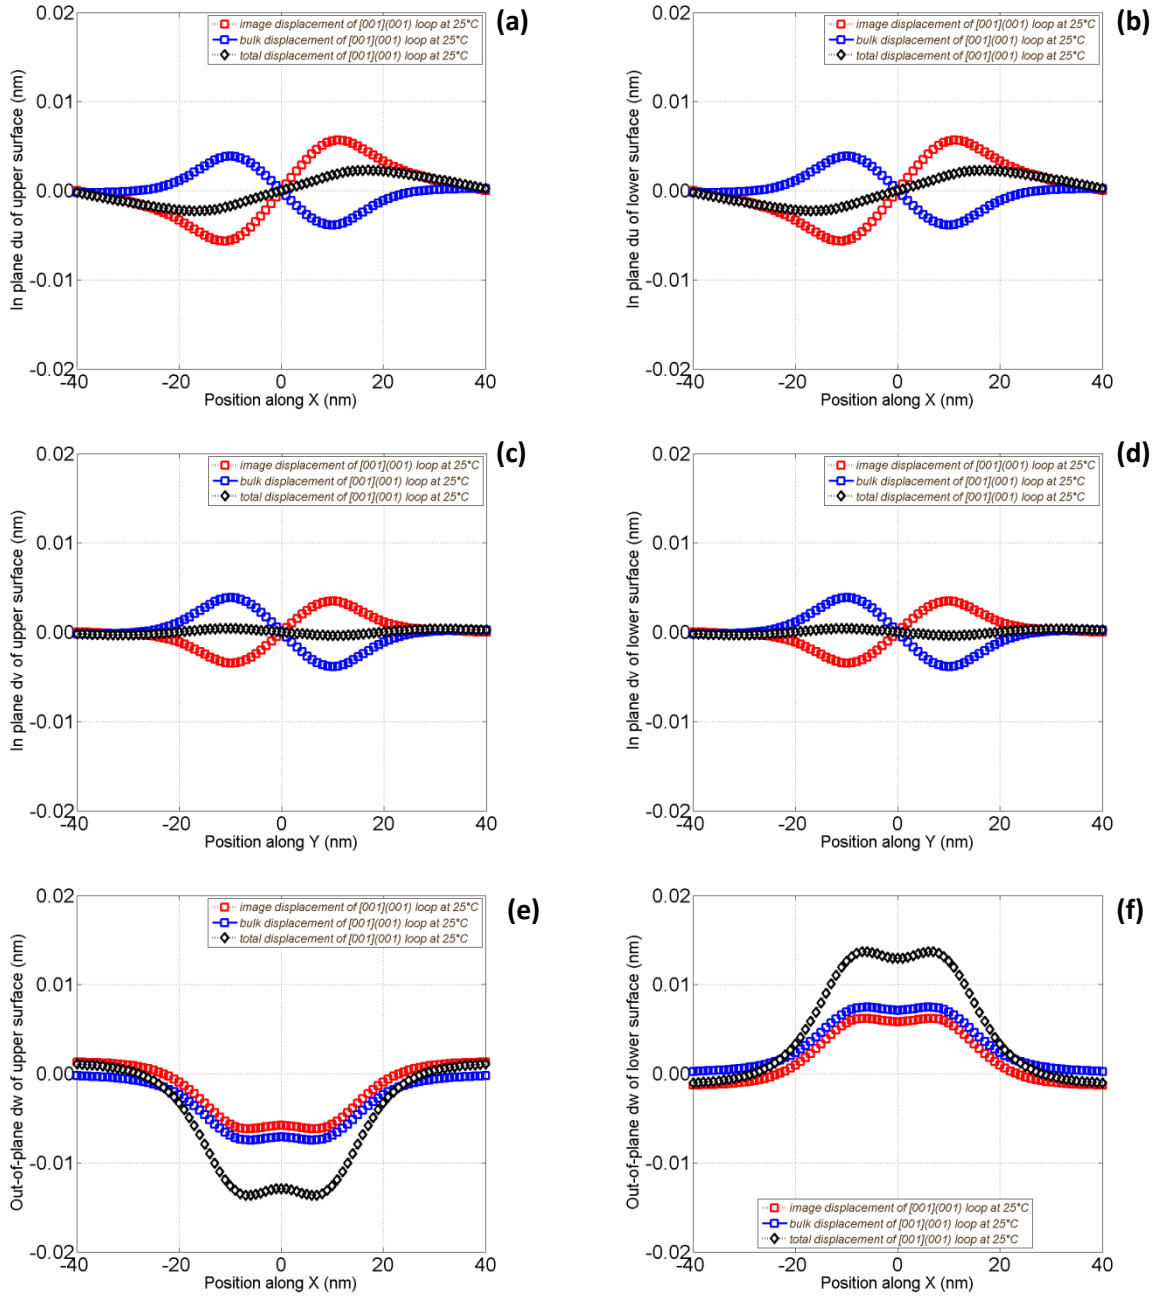 (a)
image displacement of [001](001) loop at 25°C
bulk displacement of [001](001) loop at 25°C
total displacement of [001](001) loop at 25°C
In plane du of upper surface (nm)
0.02
0.01
0.00
-0.01
-0.02
-40 -20 0 20 40
Position along X (nm)
(b)
image displacement of [001](001) loop at 25°C
bulk displacement of [001](001) loop at 25°C
total displacement of [001](001) loop at 25°C
In plane du of lower surface (nm)
0.02
0.01
0.00
-0.01
-0.02
-40 -20 0 20 40
Position along X (nm)
(c)
image displacement of [001](001) loop at 25°C
bulk displacement of [001](001) loop at 25°C
total displacement of [001](001) loop at 25°C
In plane dv of upper surface (nm)
0.02
0.01
0.00
-0.01
-0.02
-40 -20 0 20 40
Position along Y (nm)
(d)
image displacement of [001](001) loop at 25°C
bulk displacement of [001](001) loop at 25°C
total displacement of [001](001) loop at 25°C
In plane dv of lower surface (nm)
0.02
0.01
0.00
-0.01
-0.02
-40 -20 0 20 40
Position along Y (nm)
(e)
image displacement of [001](001) loop at 25°C
bulk displacement of [001](001) loop at 25°C
total displacement of [001](001) loop at 25°C
Out-of-plane dw of upper surface (nm)
0.02
0.01
0.00
-0.01
-0.02
-40 -20 0 20 40
Position along X (nm)
(f)
Out-of-plane dw of lower surface (nm)
0.02
0.01
0.00
-0.01
-0.02
image displacement of [001](001) loop at 25°C
bulk displacement of [001](001) loop at 25°C
total displacement of [001](001) loop at 25°C
-40 -20 0 20 40
Position along X (nm)